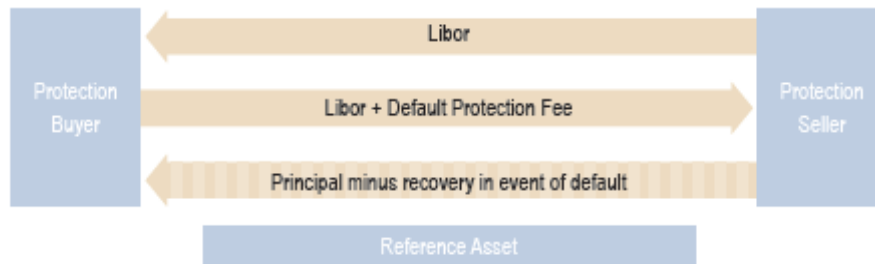 Libor
Protection
Buyer
Libor + Default Protection Fee
Protection
Seller
Principal minus recovery in event of default
Reference Asset